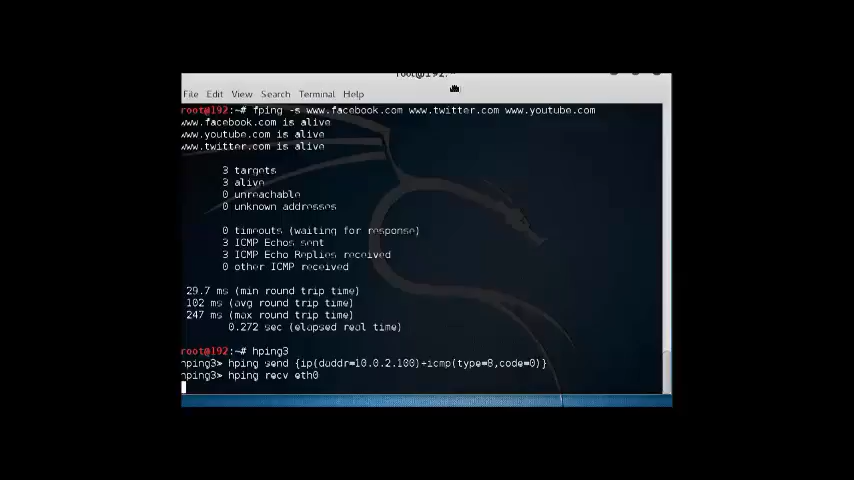 root@192:~
File Edit View Search Terminal Help
root@192:~# fping -s www.facebook.com www.twitter.com www.youtube.com
www.facebook.com is alive
www.youtube.com is alive
www.twitter.com is alive
3 targets
3 alive
0 unreachable
0 unknown addresses
0 timeouts (waiting for response)
3 ICMP Echos sent
3 ICMP Echo Replies received
0 other ICMP received
29.7 ms (min round trip time)
102 ms (avg round trip time)
247 ms (max round trip time)
0.272 sec (elapsed real time)
root@192:~# hping3
hping3> hping send {ip(daddr=10.0.2.100)+icmp(type=8,code=0)}
hping3> hping recv eth0